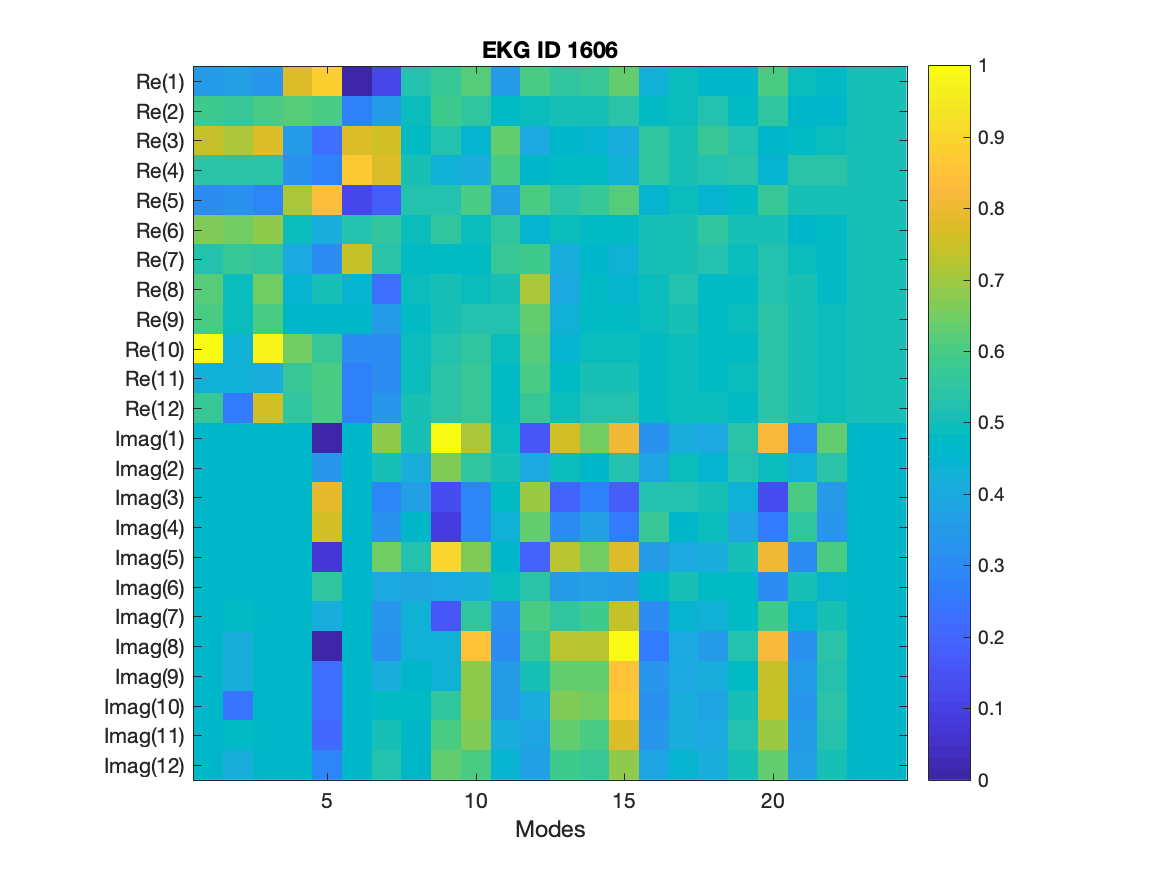 EKG ID 1606
Re(1)
Re(2)
Re(3)
Re(4)
Re(5)
Re(6)
Re(7)
Re(8)
Re(9)
Re(10)
Re(11)
Re(12)
Imag(1)
Imag(2)
Imag(3)
Imag(4)
Imag(5)
Imag(6)
Imag(7)
Imag(8)
Imag(9)
Imag(10)
Imag(11)
Imag(12)
5 10 15 20
Modes
1
0.9
0.8
0.7
0.6
0.5
0.4
0.3
0.2
0.1
0